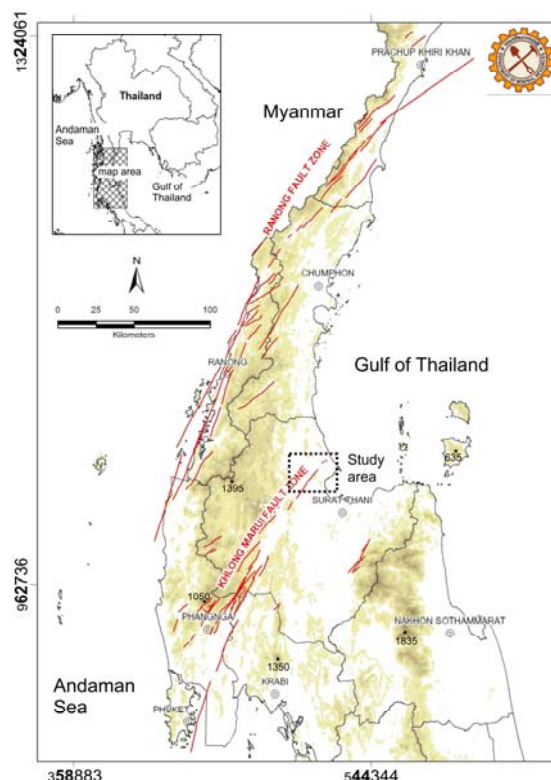 1324061
PRACHUP KHIRI KHAN
Thailand
Myanmar
Andaman
Sea
map area
Gulf of
Thailand
RANONG FAULT ZONE
N
CHUMPHON
0 25 50 100
Kilometers
RANONG
Gulf of Thailand
Study
area
635
1395
SURAT THANI
KHLONG MARUI FAULT ZONE
962736
1050
PHANGNGA
NAKHON SOTHAMMARAT
1835
1350
KRABI
Andaman
Sea
PHUKET
358883
544344